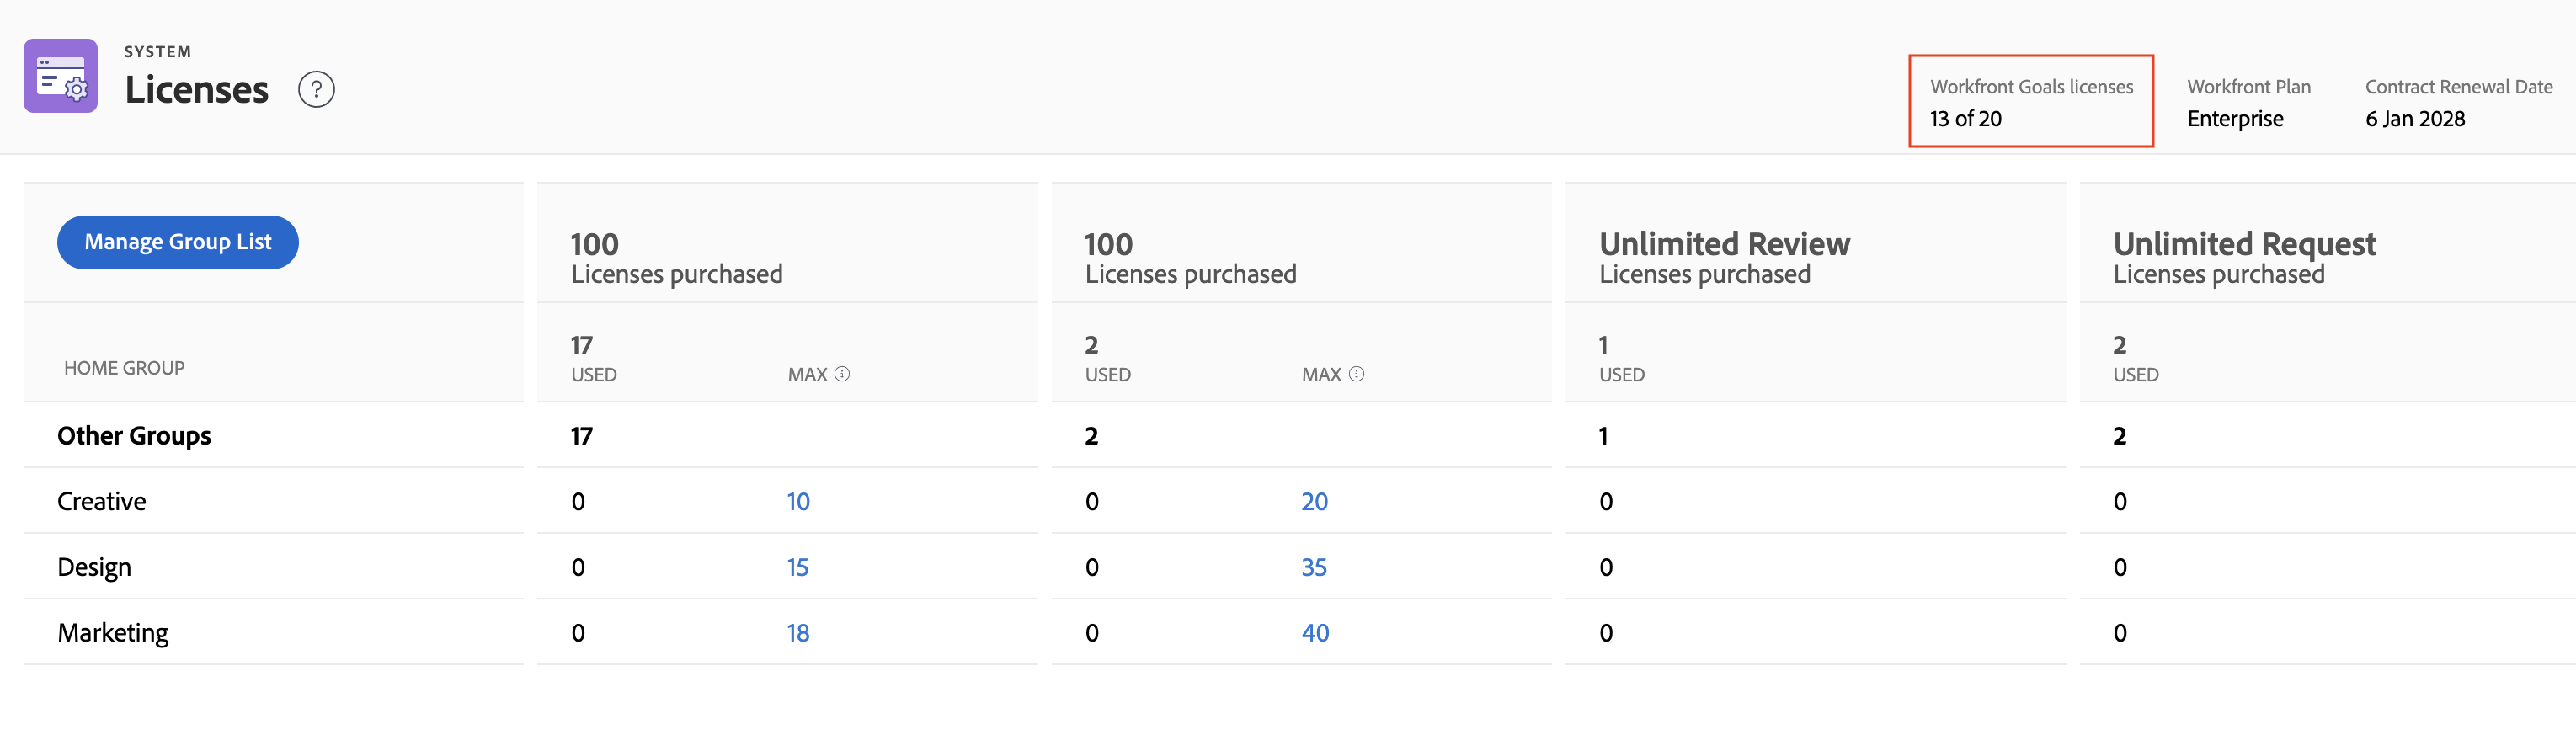 SYSTEM
Licenses ?
Workfront Goals licenses Workfront Plan Contract Renewal Date
13 of 20 Enterprise 6 Jan 2028
Manage Group List
100 100 Unlimited Review Unlimited Request
Licenses purchased Licenses purchased Licenses purchased Licenses purchased
17 2 1 2
HOME GROUP USED MAX USED MAX USED USED
Other Groups 17 2 1 2
Creative 0 10 0 20 0 0
Design 0 15 0 35 0 0
Marketing 0 18 0 40 0 0